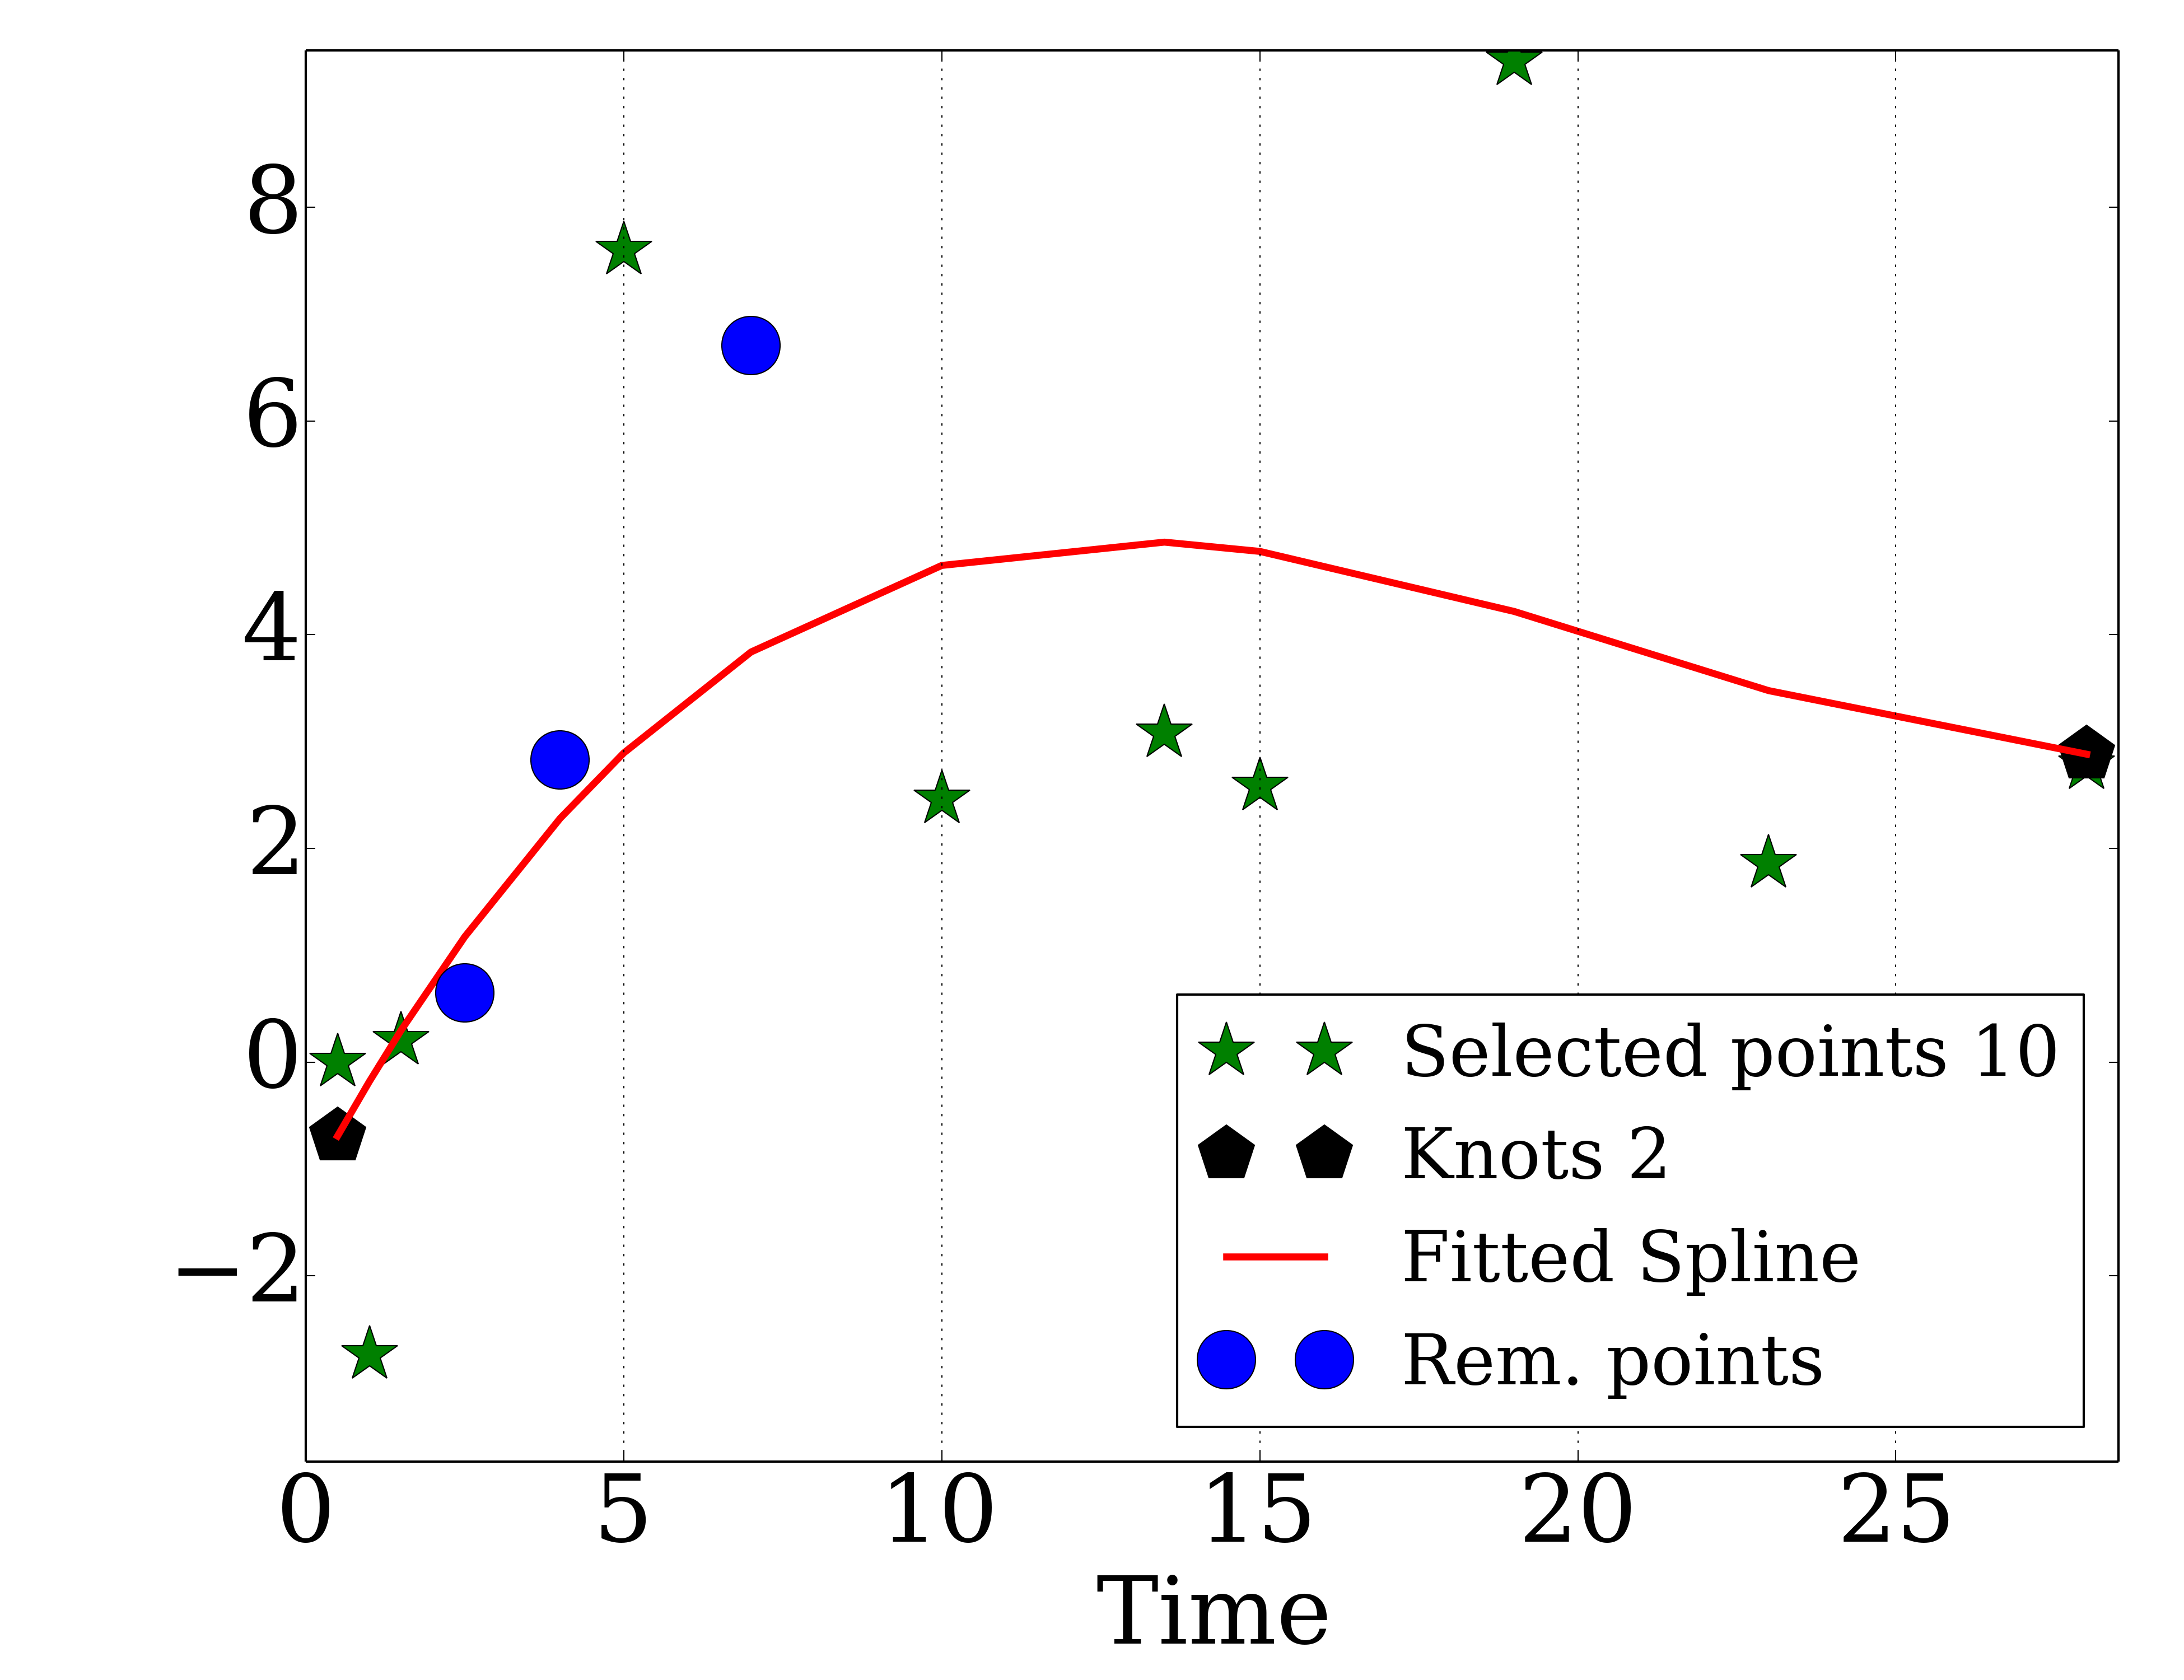 8
6
4
2
0
−2
0 5 10 15 20 25
Time
Selected points 10
Knots 2
Fitted Spline
Rem. points